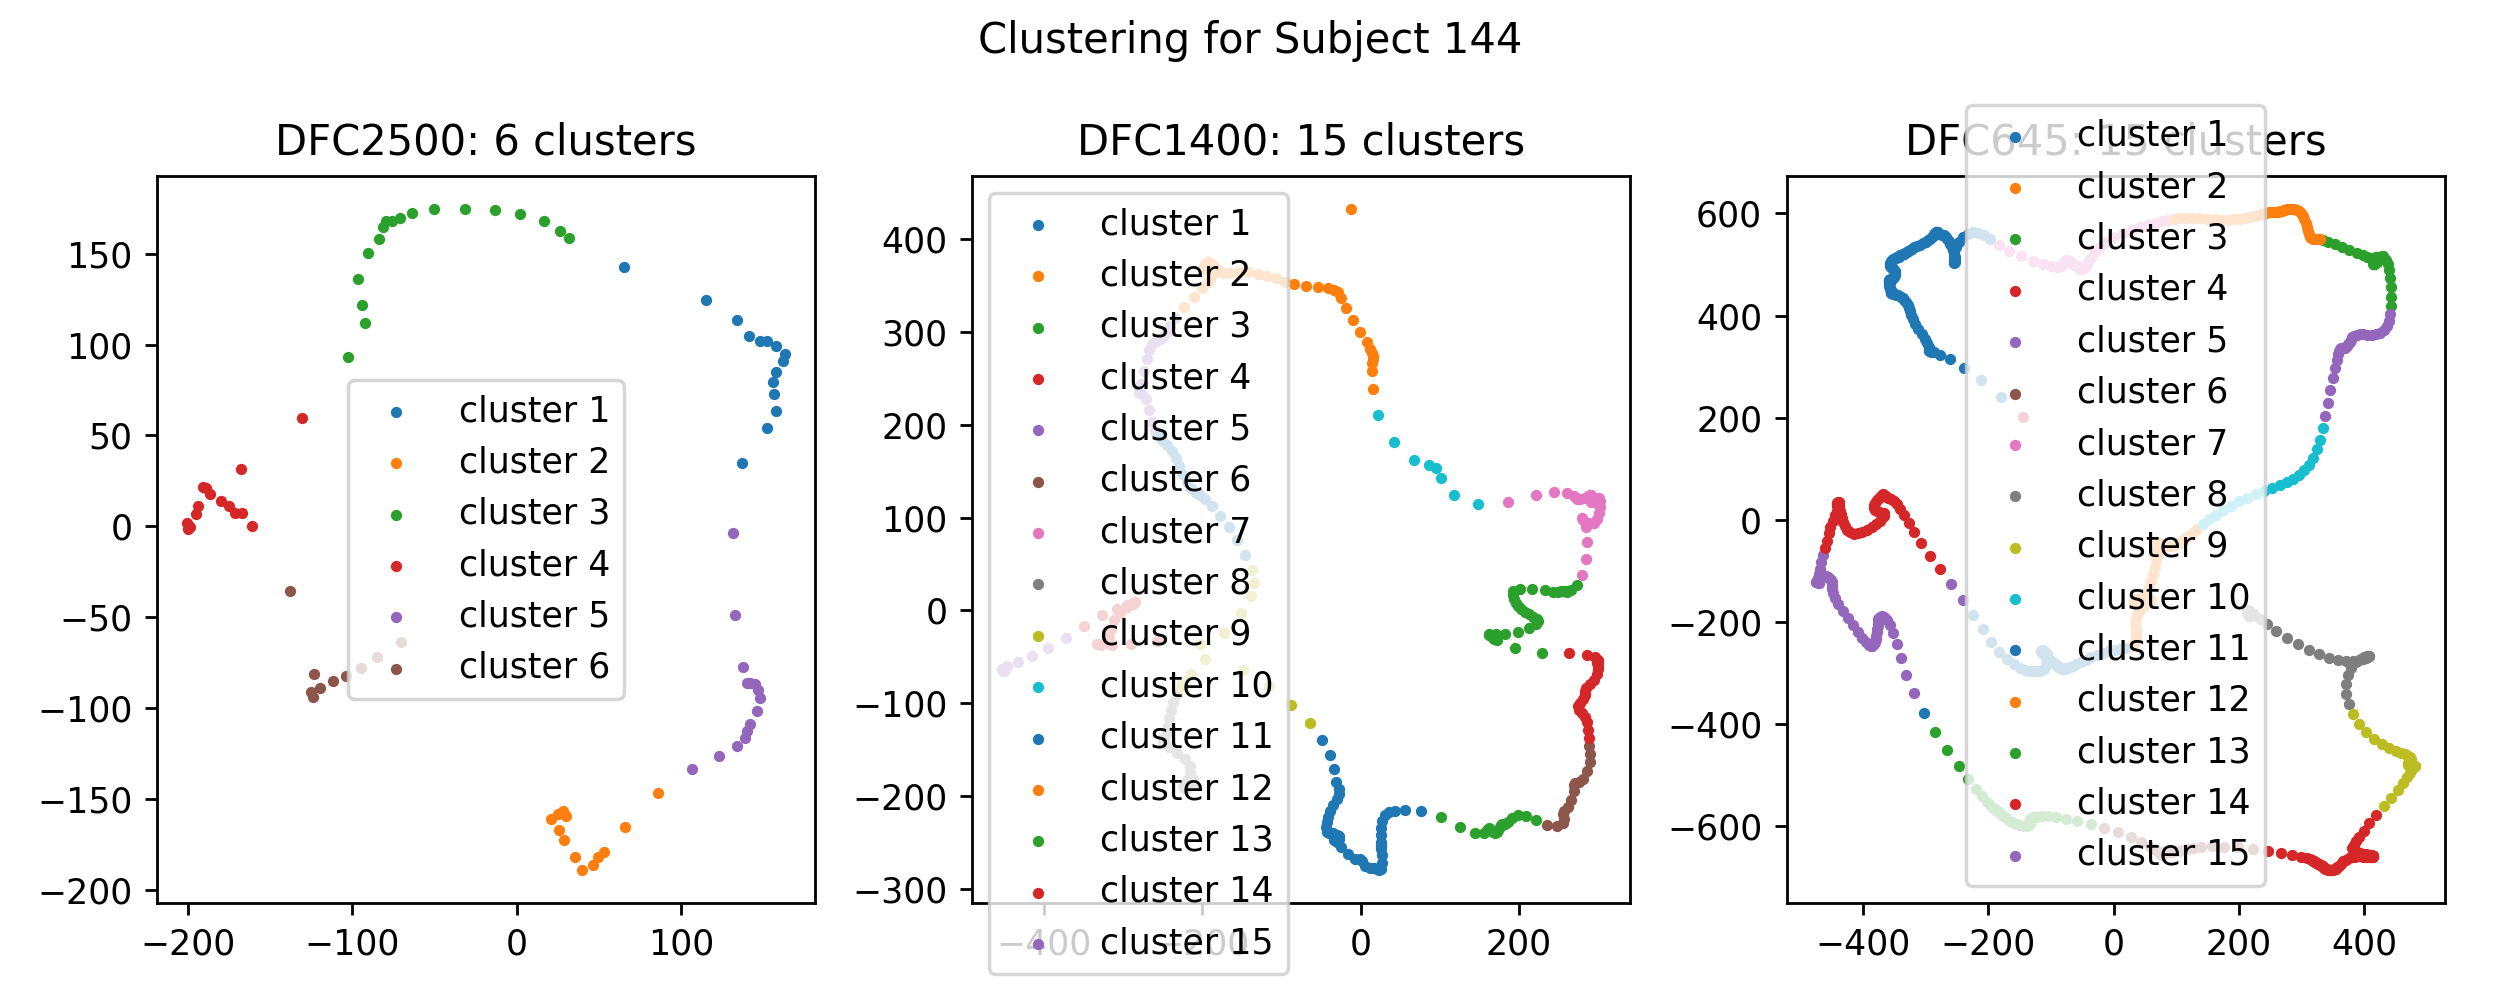 Clustering for Subject 144
DFC2500: 6 clusters
150
100
50
0
−50
−100
−150
−200
−200
−100
0
100
cluster 1
cluster 2
cluster 3
cluster 4
cluster 5
cluster 6
DFC1400: 15 clusters
400
300
200
100
0
−100
−200
−300
−400
−200
0
200
cluster 1
cluster 2
cluster 3
cluster 4
cluster 5
cluster 6
cluster 7
cluster 8
cluster 9
cluster 10
cluster 11
cluster 12
cluster 13
cluster 14
cluster 15
DFC645: 15 clusters
600
400
200
0
−200
−400
−600
−400
−200
0
200
400
cluster 1
cluster 2
cluster 3
cluster 4
cluster 5
cluster 6
cluster 7
cluster 8
cluster 9
cluster 10
cluster 11
cluster 12
cluster 13
cluster 14
cluster 15